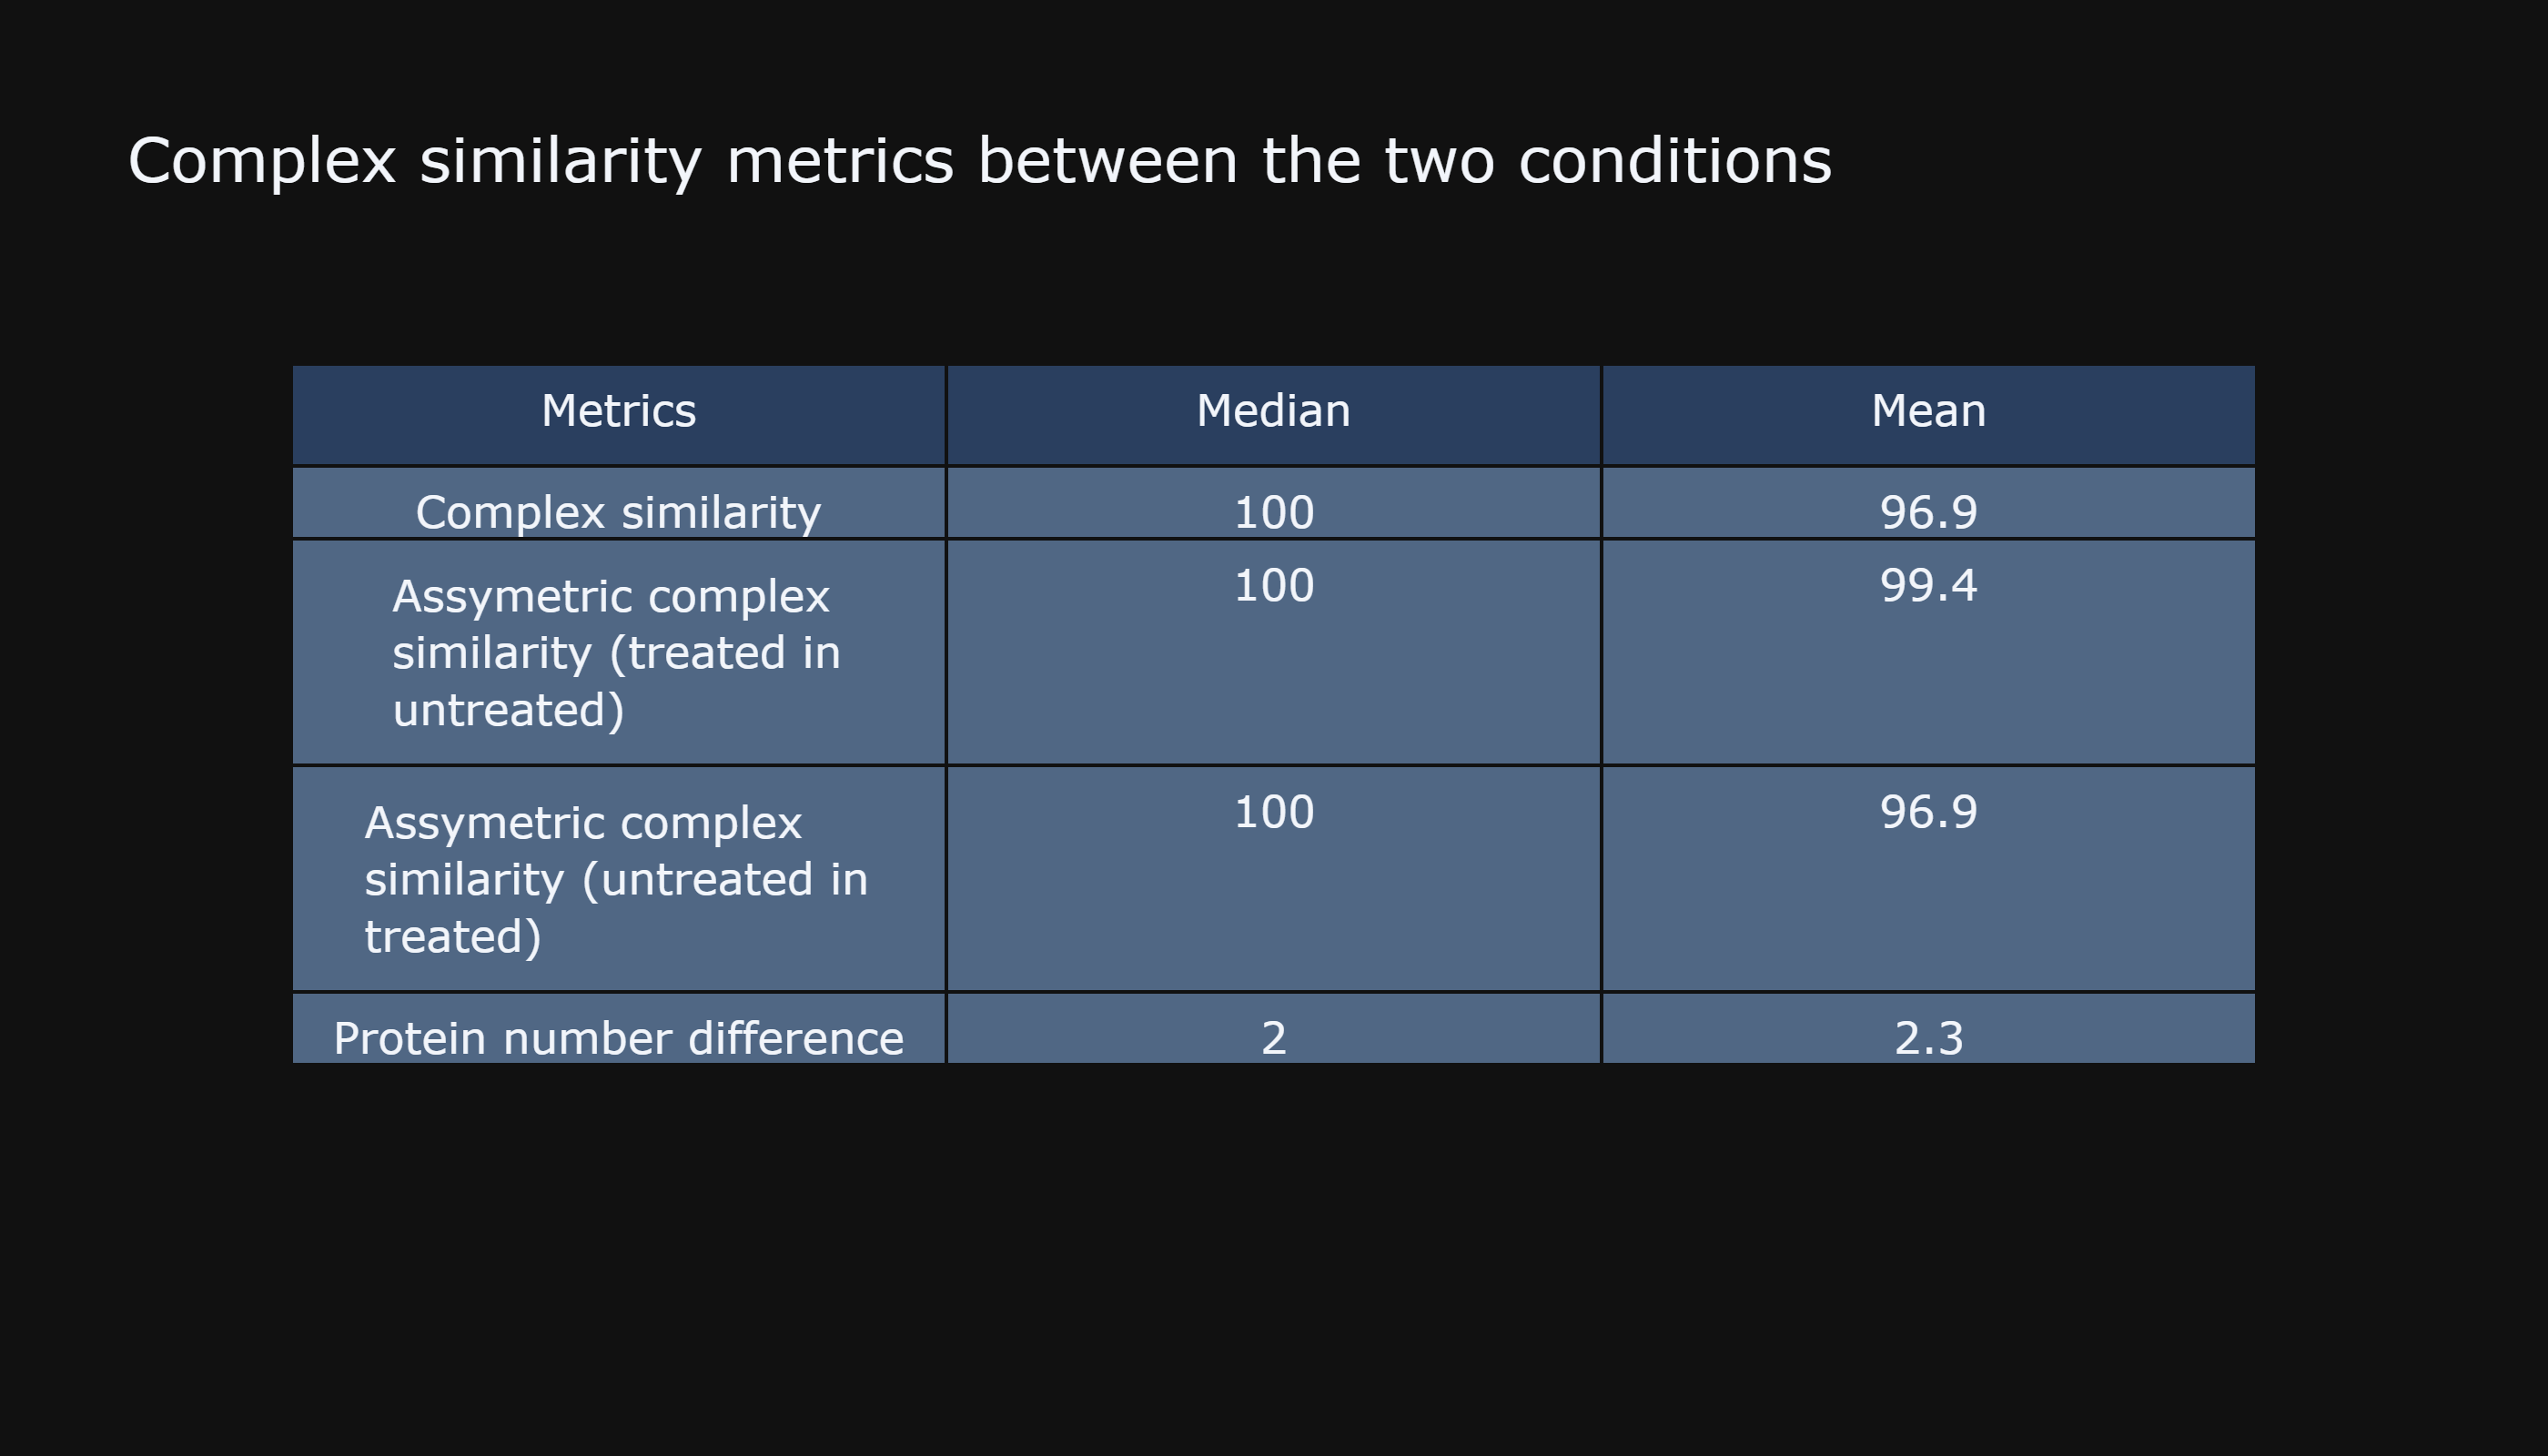 Complex similarity metrics between the two conditions
Metrics Median Mean
Complex similarity 100 96.9
Assymetric complex 100 99.4
similarity (treated in
untreated)
Assymetric complex 100 96.9
similarity (untreated in
treated)
Protein number difference 2 2.3